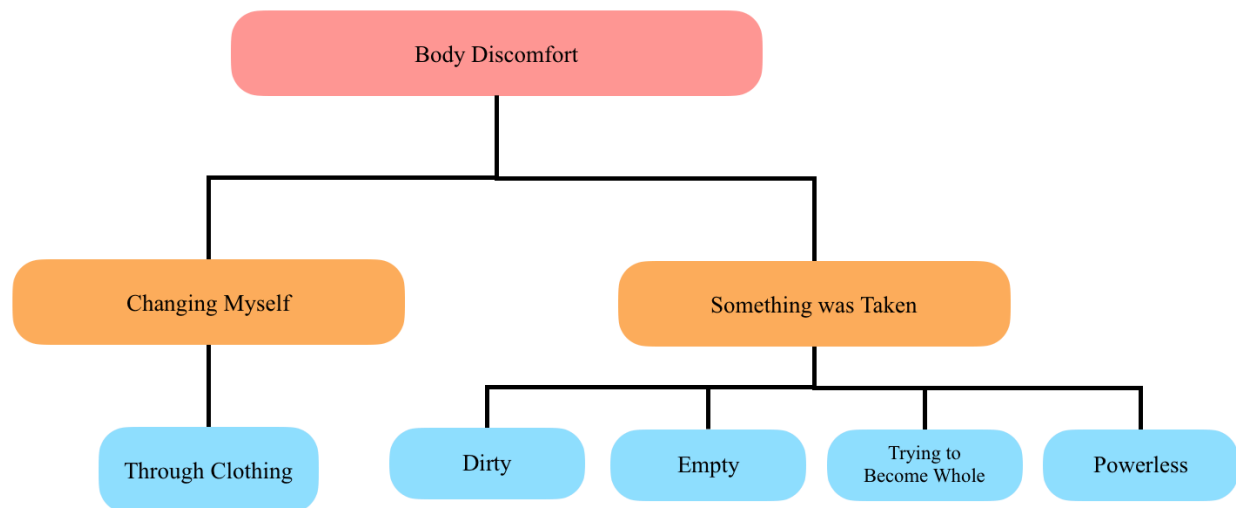 Body Discomfort
Changing Myself
Something was Taken
Through Clothing
Dirty
Empty
Trying to
Become Whole
Powerless